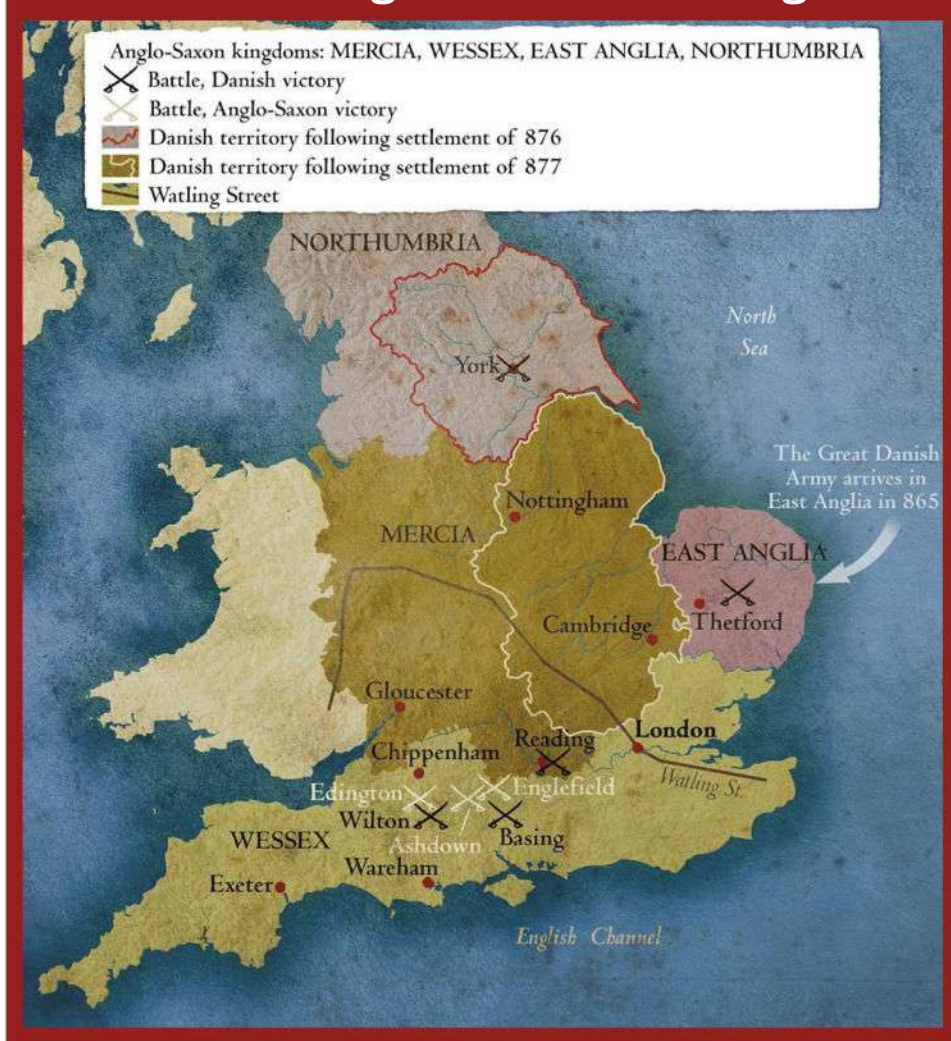 Anglo-Saxon kingdoms: MERCIA, WESSEX, EAST ANGLIA, NORTHUMBRIA
Battle, Danish victory
Battle, Anglo-Saxon victory
Danish territory following settlement of 876
Danish territory following settlement of 877
Watling Street
NORTHUMBRIA
North
Sea
York
The Great Danish
Army arrives in
East Anglia in 865
Nottingham
MERCIA
EAST ANGLIA
Thetford
Cambridge
Gloucester
London
Chippenham
Reading
Watling St.
Edington
Englefield
Wilton
Ashdown
Basing
WESSEX
Wareham
Exeter
English Channel